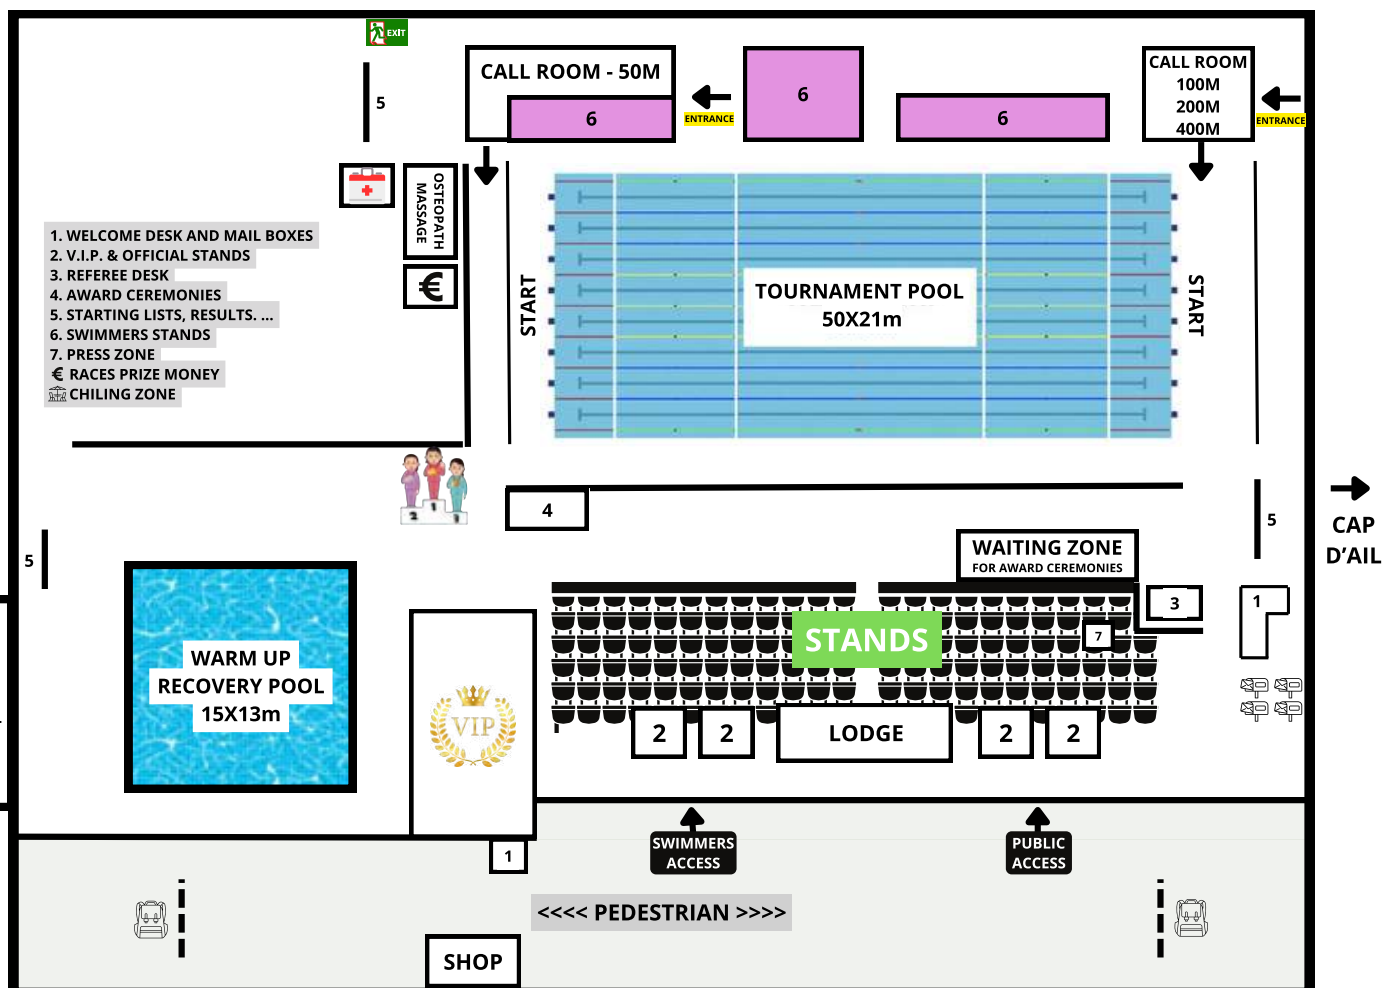 EXIT
5
CALL ROOM - 50M
6
ENTRANCE
6
6
CALL ROOM
100M
200M
400M
ENTRANCE
OSTEOPATH
MASSAGE
€
1. WELCOME DESK AND MAIL BOXES
2. V.I.P. & OFFICIAL STANDS
3. REFEREE DESK
4. AWARD CEREMONIES
5. STARTING LISTS, RESULTS. ...
6. SWIMMERS STANDS
7. PRESS ZONE
€ RACES PRIZE MONEY
CHILING ZONE
START
TOURNAMENT POOL
50X21m
START
2 1 3
4
5
5
CAP
D’AIL
WAITING ZONE
FOR AWARD CEREMONIES
3
1
7
STANDS
WARM UP
RECOVERY POOL
15X13m
VIP
2
2
LODGE
2
2
SWIMMERS
ACCESS
PUBLIC
ACCESS
1
<<<< PEDESTRIAN >>>>
SHOP